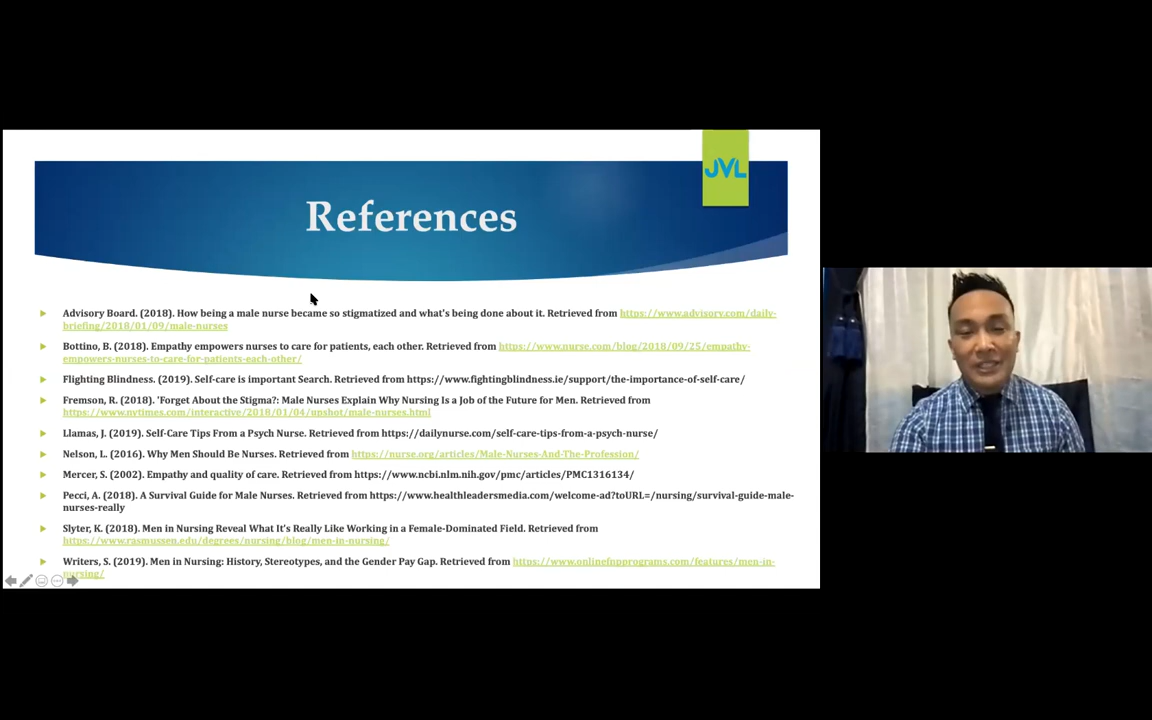 JVL
References
Advisory Board. (2018). How being a male nurse became so stigmatized and what's being done about it. Retrieved from https://www.advisory.com/daily-
briefing/2018/01/09/male-nurses
Bottino, B. (2018). Empathy empowers nurses to care for patients, each other. Retrieved from https://www.nurse.com/blog/2018/09/25/empathy-
empowers-nurses-to-care-for-patients-each-other/
Flighting Blindness. (2019). Self-care is important Search. Retrieved from https://www.fightingblindness.ie/support/the-importance-of-self-care/
Fremson, R. (2018). 'Forget About the Stigma?: Male Nurses Explain Why Nursing Is a Job of the Future for Men. Retrieved from
https://www.nytimes.com/interactive/2018/01/04/upshot/male-nurses.html
Llamas, J. (2019). Self-Care Tips From a Psych Nurse. Retrieved from https://dailynurse.com/self-care-tips-from-a-psych-nurse/
Nelson, L. (2016). Why Men Should Be Nurses. Retrieved from https://nurse.org/articles/Male-Nurses-And-The-Profession/
Mercer, S. (2002). Empathy and quality of care. Retrieved from https://www.ncbi.nlm.nih.gov/pmc/articles/PMC1316134/
Pecci, A. (2018). A Survival Guide for Male Nurses. Retrieved from https://www.healthleadersmedia.com/welcome-ad?toURL=/nursing/survival-guide-male-
nurses-really
Slyter, K. (2018). Men in Nursing Reveal What It's Really Like Working in a Female-Dominated Field. Retrieved from
https://www.rasmussen.edu/degrees/nursing/blog/men-in-nursing/
Writers, S. (2019). Men in Nursing: History, Stereotypes, and the Gender Pay Gap. Retrieved from https://www.onlinefnpprograms.com/features/men-in-
nursing/